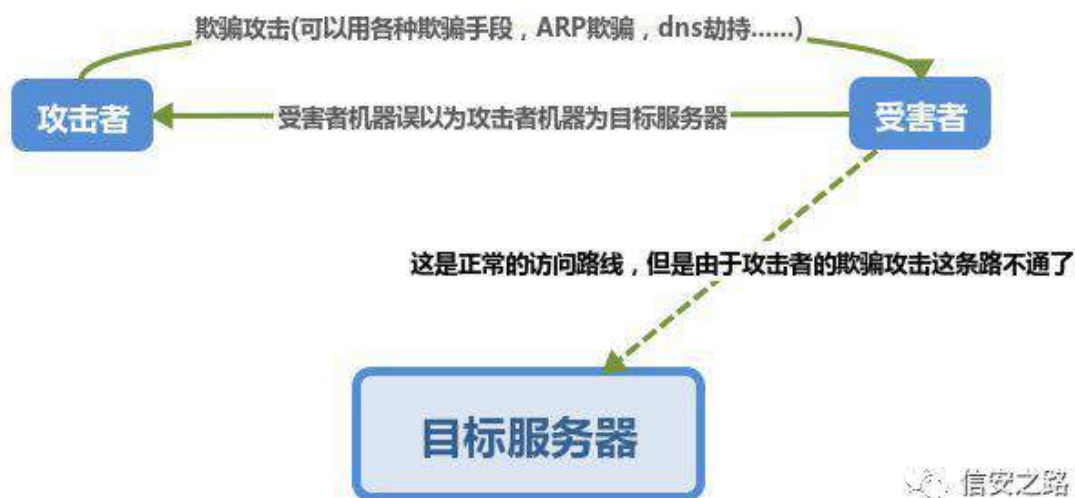 欺骗攻击(可以用各种欺骗手段，ARP欺骗，dns劫持......)
攻击者
受害者机器误以为攻击者机器为目标服务器
受害者
这是正常的访问路线，但是由于攻击者的欺骗攻击这条路不通了
目标服务器
信安之路